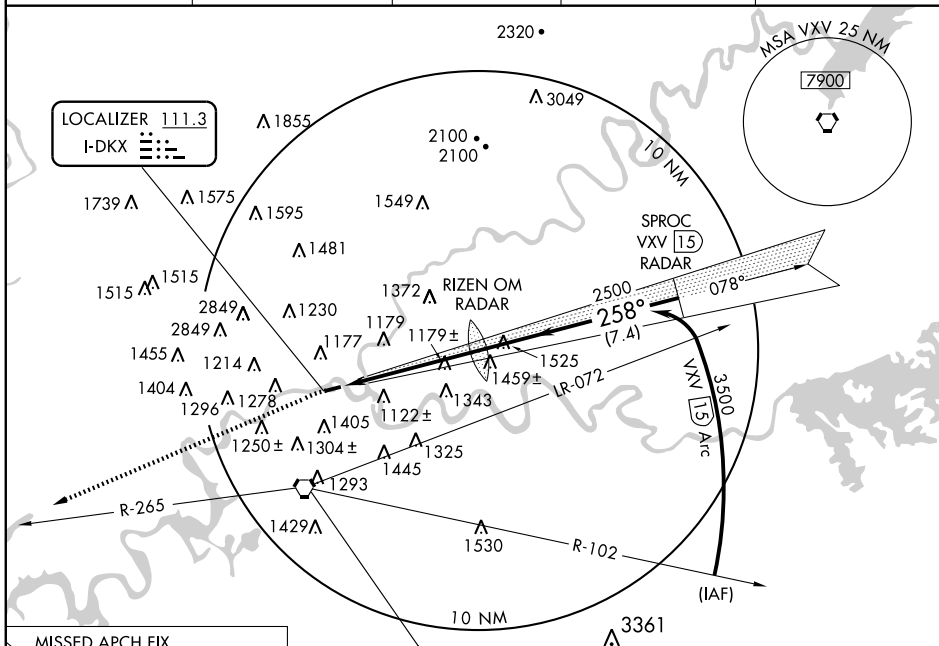 2320
MSA VXV 25 NM
7900
3049
LOCALIZER 111.3
I-DKX
1855
2100
2100
10 NM
1739
1575
1549
1595
SPROC
VXV 15
RADAR
1481
1515
1515
RIZEN OM
RADAR
1372
2500
078°
2849
1230
258°
(7.4)
2849
1179
1179±
1177
1525
1455
1214
1459±
LR-072
3500
VXV 15 Arc
1404
1296
1278
1343
1122±
1405
1250±
1304±
1325
1445
1293
R-265
1429
1530
R-102
(IAF)
10 NM
3361
MISSED APCH FIX